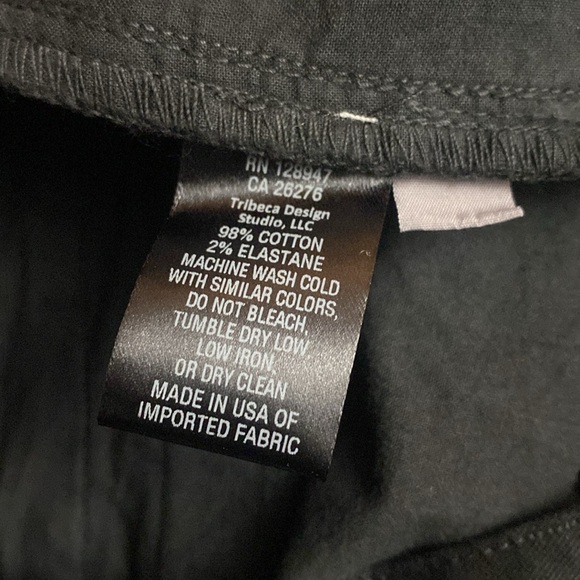 RN 128947
CA 26276
Tribeca Design
Studio, LLC
98% COTTON
2% ELASTANE
MACHINE WASH COLD
WITH SIMILAR COLORS,
DO NOT BLEACH,
TUMBLE DRY LOW,
LOW IRON,
OR DRY CLEAN
MADE IN USA OF
IMPORTED FABRIC